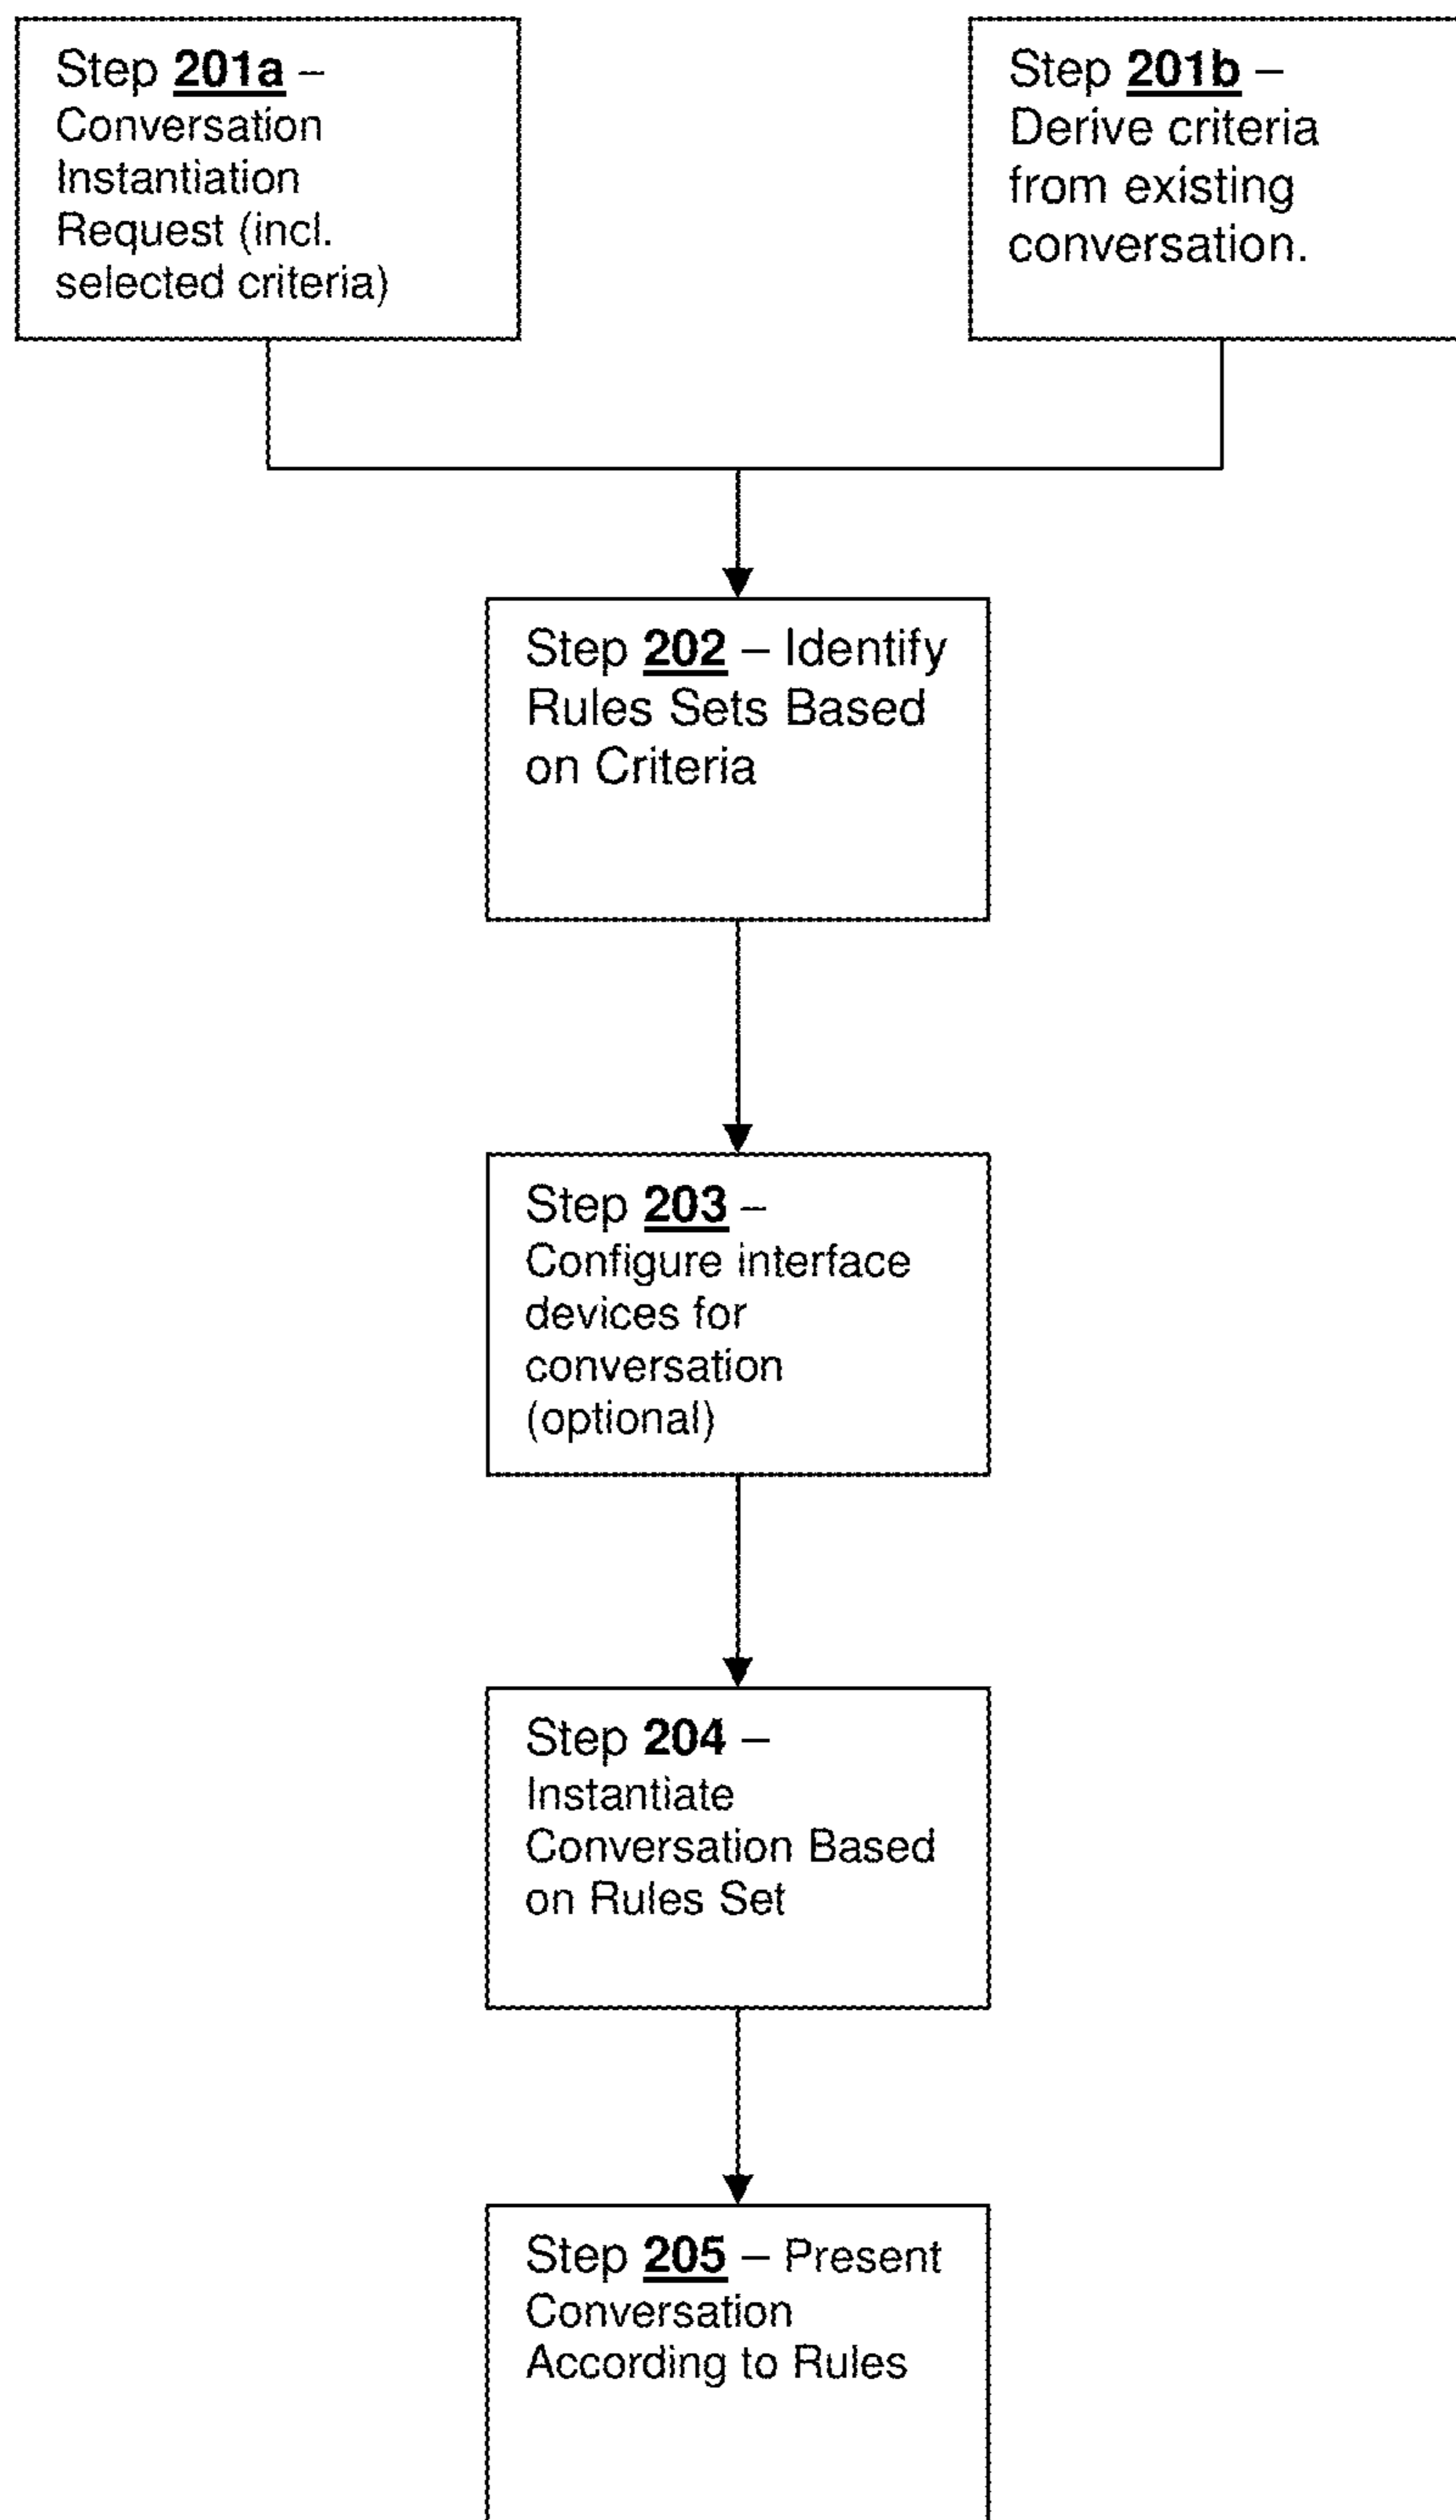 Step 201a –
Conversation
Instantiation
Request (incl.
selected criteria)
Step 201b –
Derive criteria
from existing
conversation.
Step 202 – Identify
Rules Sets Based
on Criteria
Step 203 –
Configure interface
devices for
conversation
(optional)
Step 204 –
Instantiate
Conversation Based
on Rules Set
Step 205 – Present
Conversation
According to Rules